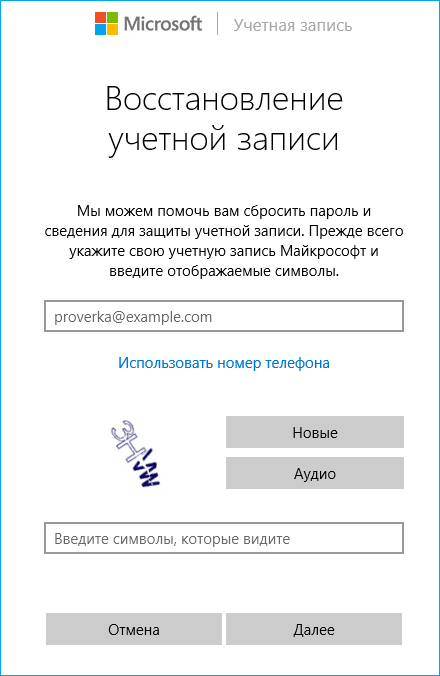 Microsoft | Учетная запись
Восстановление
учетной записи
Мы можем помочь вам сбросить пароль и
сведения для защиты учетной записи. Прежде всего
укажите свою учетную запись Майкрософт и
введите отображаемые символы.
proverka@example.com
Использовать номер телефона
Новые
Аудио
Введите символы, которые видите
Отмена
Далее